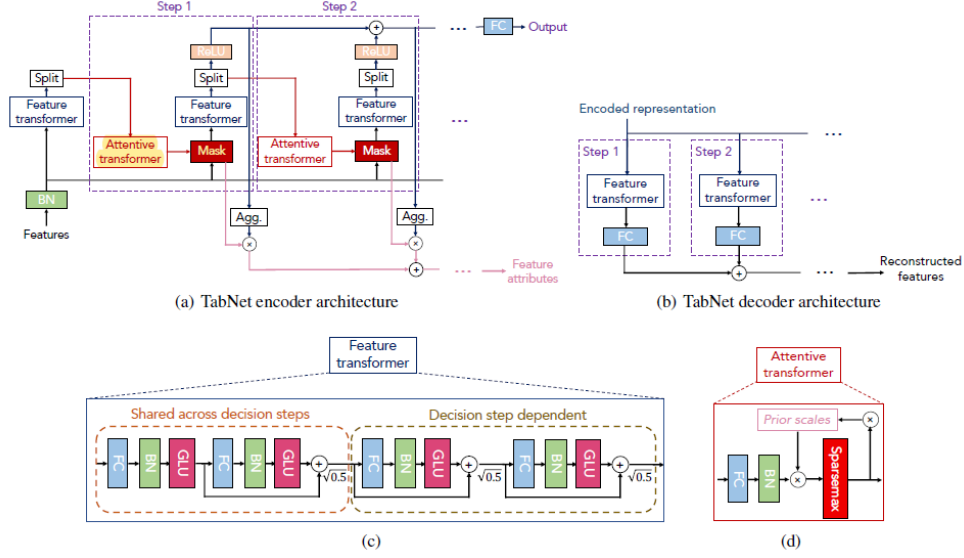 Step 1
Step 2
ReLU
ReLU
FC
Output
Split
Split
Split
Feature
transformer
Feature
transformer
Feature
transformer
Attentive
transformer
Mask
Attentive
transformer
Mask
BN
Features
Agg.
Agg.
Feature
attributes
(a) TabNet encoder architecture
Encoded representation
Step 1
Step 2
Feature
transformer
Feature
transformer
FC
FC
Reconstructed
features
(b) TabNet decoder architecture
Feature
transformer
Shared across decision steps
Decision step dependent
FC
BN
GLU
FC
BN
GLU
√0.5
FC
BN
GLU
√0.5
FC
BN
GLU
√0.5
(c)
Attentive
transformer
Prior scales
FC
BN
Sparsemax
(d)